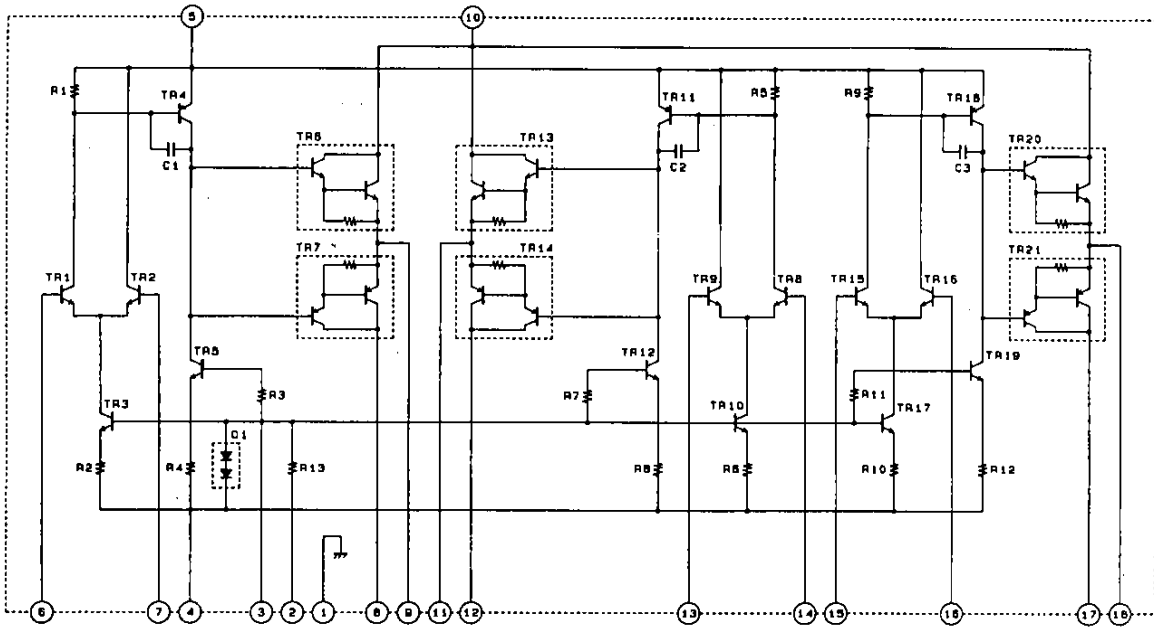 5 10
R1 TR4 TR11 R5 R9 TR18
C1 TR6 TR13 C2 C3 TR20
TR7 TR14 TR21
TR1 TR2 TR9 TR8 TR15 TR16
TR5 TR12 TR19
R3 R7 R11
TR3 D1 TR10 TR17
R2 R4 R13 R8 R6 R10 R12
6 7 4 3 2 1 8 9 11 12 13 14 15 16 17 18